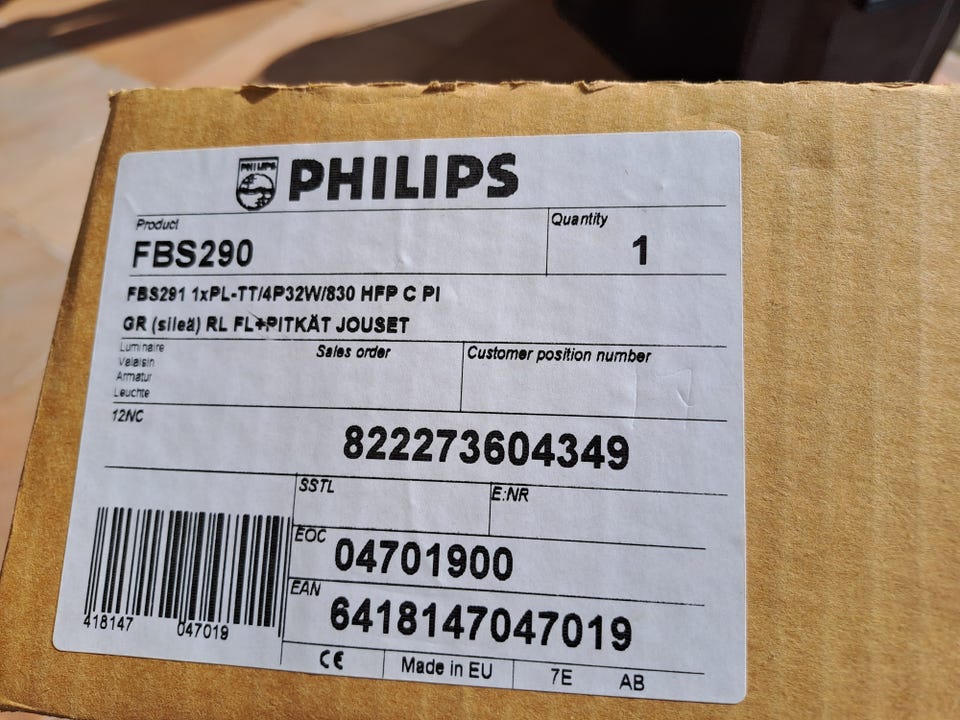 PHILIPS
PHILIPS
Product
FBS290
Quantity
1
FBS291 1xPL-TT/4P32W/830 HFP C PI
GR (sileä) RL FL+PITKÄT JOUSET
Luminaire
Valaisin
Armatur
Leuchte
Sales order
Customer position number
12NC
822273604349
SSTL
E:NR
EOC
04701900
EAN
6418147047019
418147 047019
CE
Made in EU
7E
AB